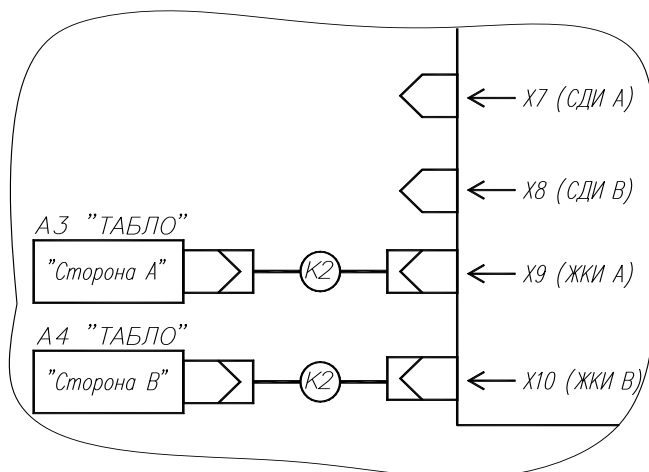 X7 (СДИ А)
X8 (СДИ В)
А3 "ТАБЛО"
"Сторона А"
К2
X9 (ЖКИ А)
А4 "ТАБЛО"
"Сторона В"
К2
X10 (ЖКИ В)